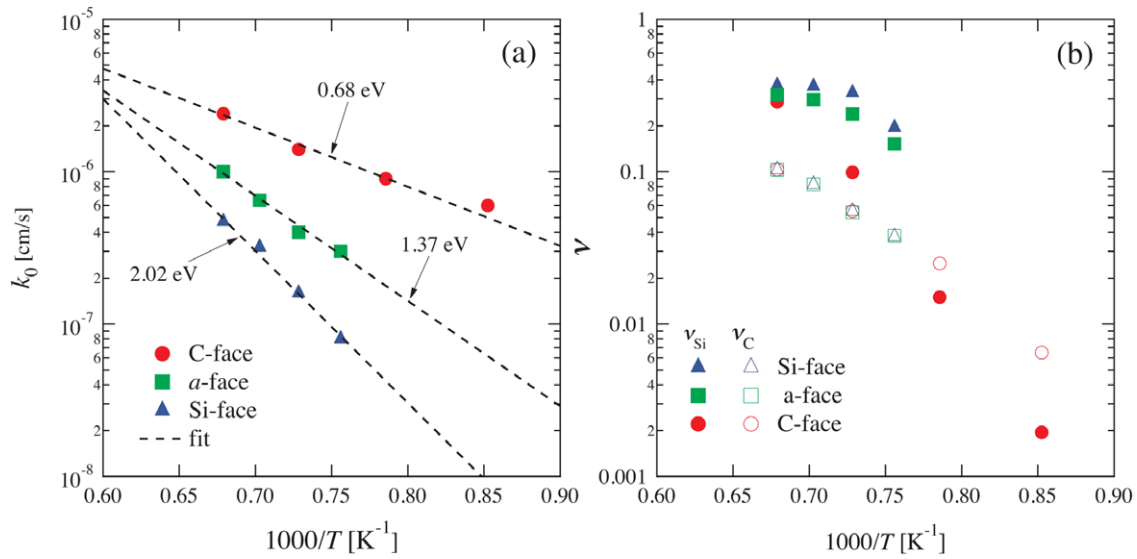 (a)
10⁻⁵
8
6
4
2
10⁻⁶
8
6
4
2
10⁻⁷
8
6
4
2
10⁻⁸
k₀ [cm/s]
0.68 eV
1.37 eV
2.02 eV
C-face
a-face
Si-face
fit
0.60 0.65 0.70 0.75 0.80 0.85 0.90
1000/T [K⁻¹]
(b)
1
8
6
4
2
0.1
8
6
4
2
0.01
8
6
4
2
0.001
ν
ν_Si ν_C
Si-face
a-face
C-face
0.60 0.65 0.70 0.75 0.80 0.85 0.90
1000/T [K⁻¹]